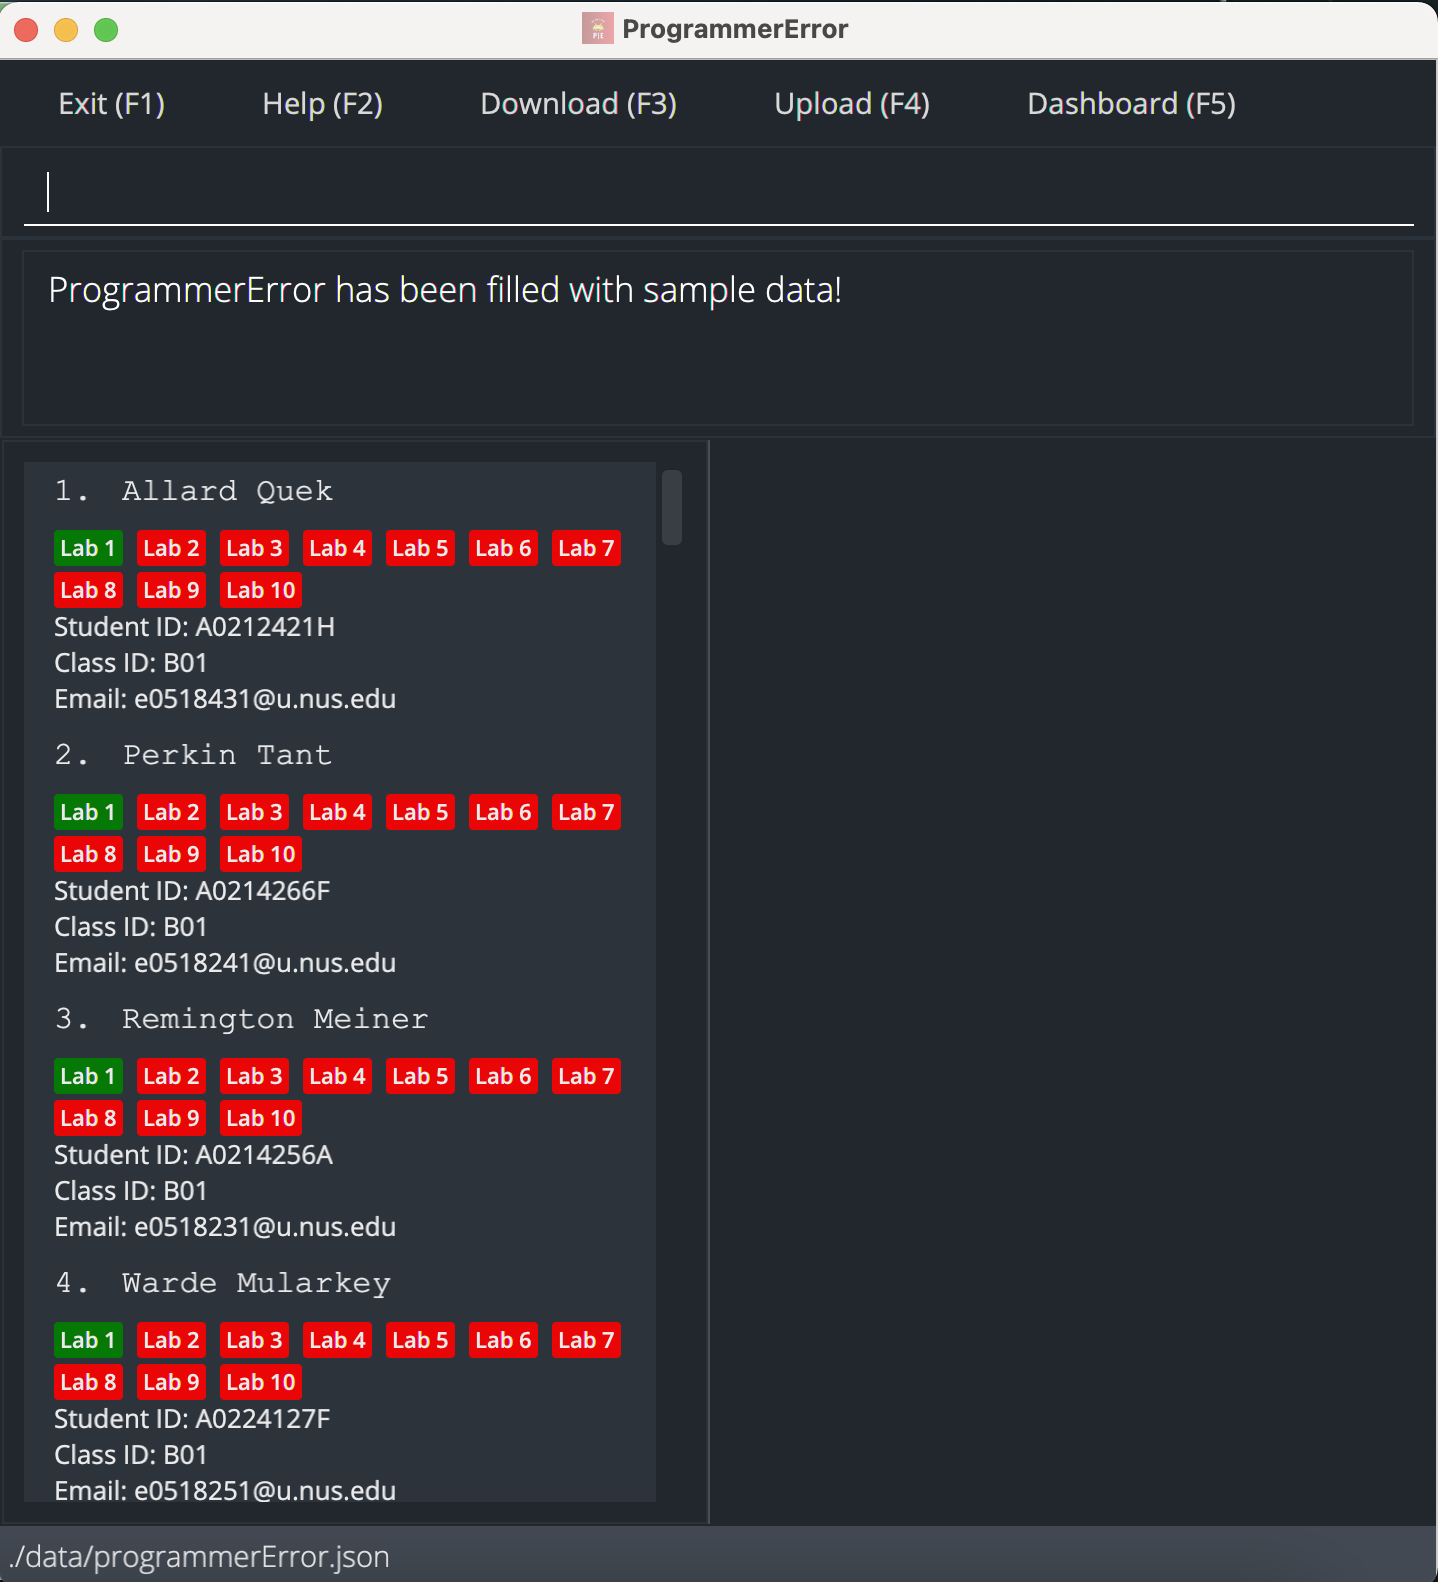 PIE ProgrammerError
Exit (F1) Help (F2) Download (F3) Upload (F4) Dashboard (F5)
ProgrammerError has been filled with sample data!
1. Allard Quek
Lab 1 Lab 2 Lab 3 Lab 4 Lab 5 Lab 6 Lab 7
Lab 8 Lab 9 Lab 10
Student ID: A0212421H
Class ID: B01
Email: e0518431@u.nus.edu
2. Perkin Tant
Lab 1 Lab 2 Lab 3 Lab 4 Lab 5 Lab 6 Lab 7
Lab 8 Lab 9 Lab 10
Student ID: A0214266F
Class ID: B01
Email: e0518241@u.nus.edu
3. Remington Meiner
Lab 1 Lab 2 Lab 3 Lab 4 Lab 5 Lab 6 Lab 7
Lab 8 Lab 9 Lab 10
Student ID: A0214256A
Class ID: B01
Email: e0518231@u.nus.edu
4. Warde Mularkey
Lab 1 Lab 2 Lab 3 Lab 4 Lab 5 Lab 6 Lab 7
Lab 8 Lab 9 Lab 10
Student ID: A0224127F
Class ID: B01
Email: e0518251@u.nus.edu
./data/programmerError.json